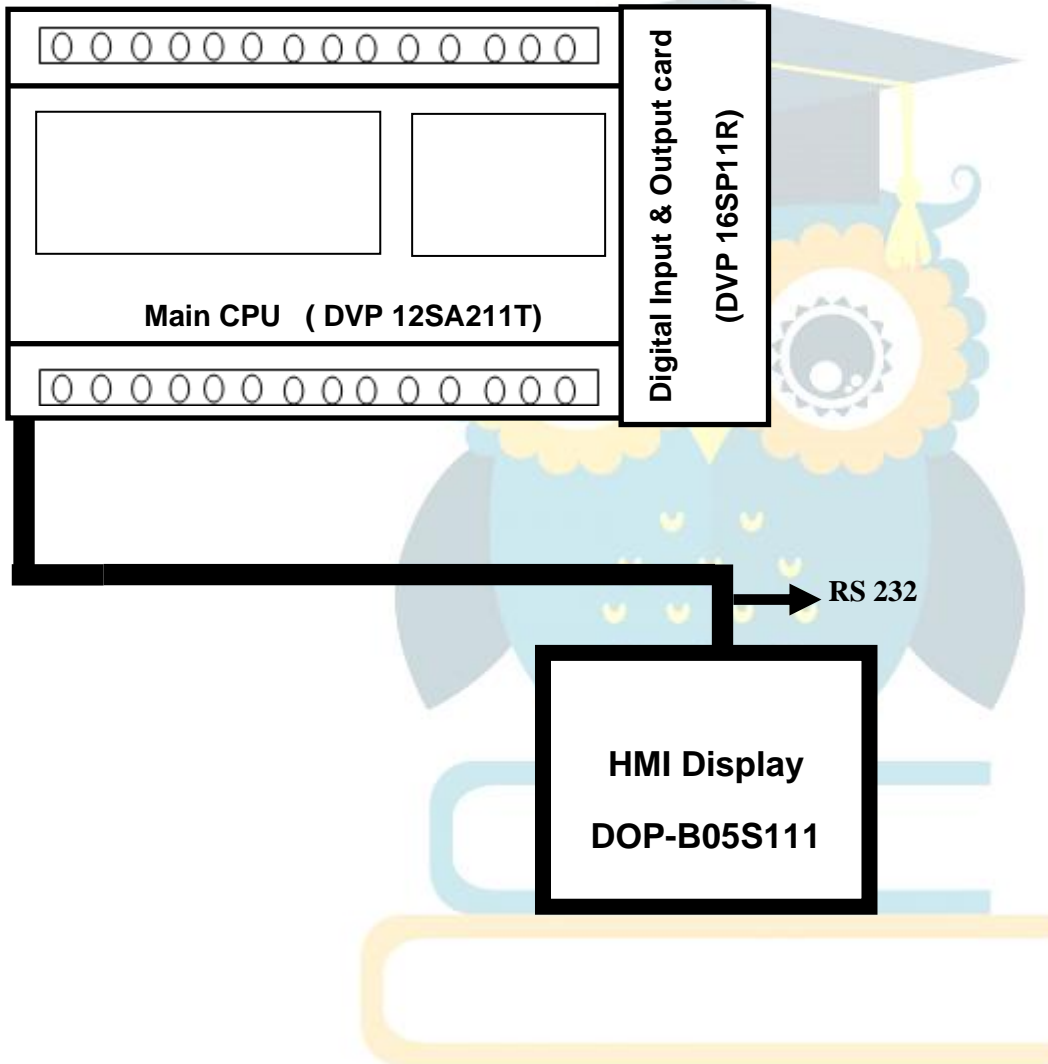 Digital Input & Output card
(DVP 16SP11R)
Main CPU ( DVP 12SA211T)
RS 232
HMI Display
DOP-B05S111